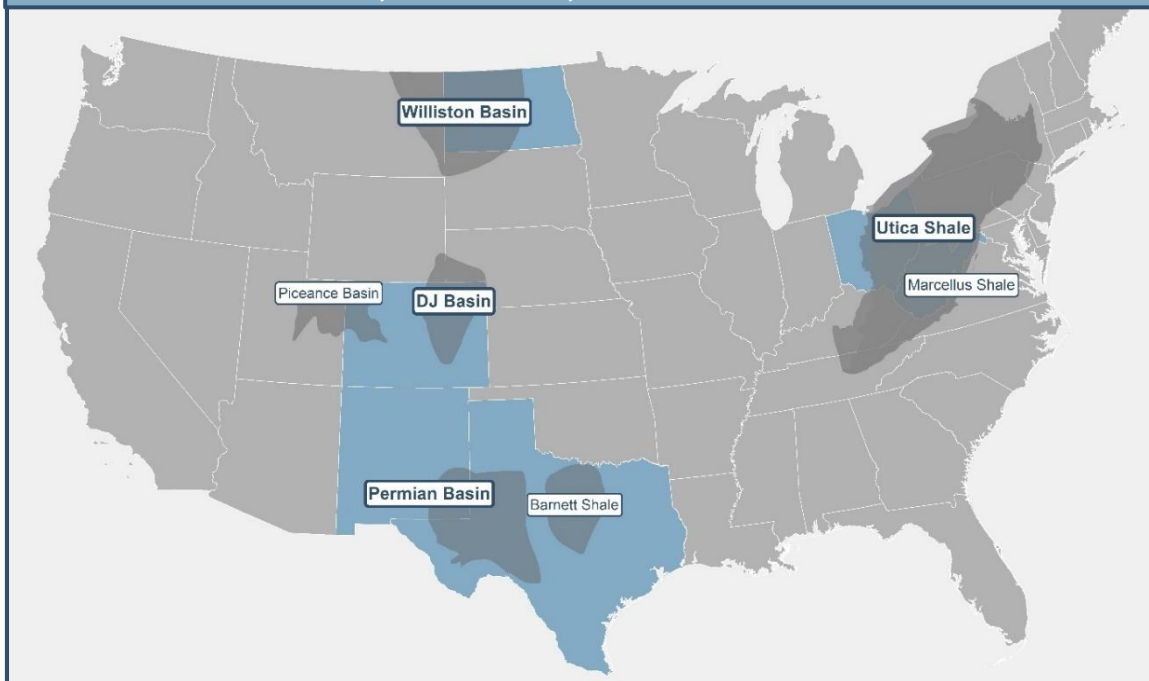 Williston Basin
Utica Shale
Marcellus Shale
Piceance Basin
DJ Basin
Permian Basin
Barnett Shale